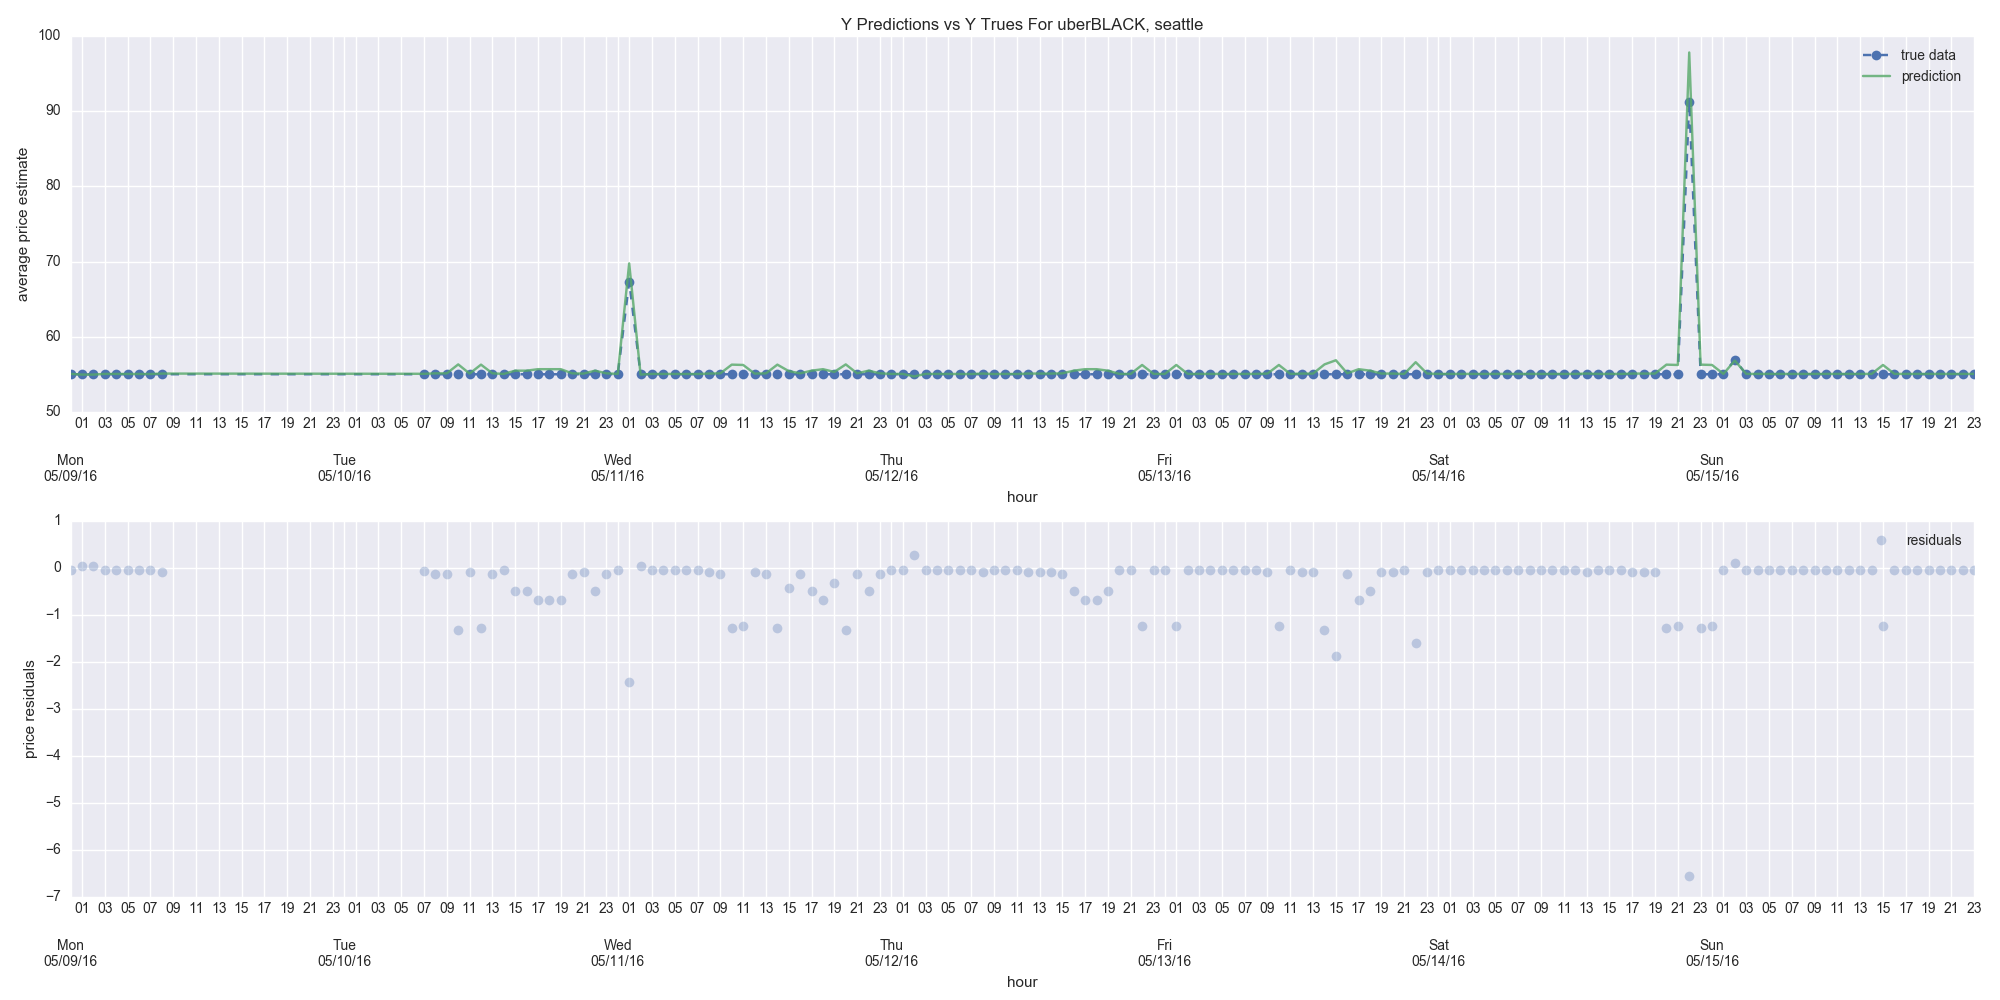 Y Predictions vs Y Trues For uberBLACK, seattle
100
90
80
70
60
50
average price estimate
true data
prediction
01 03 05 07 09 11 13 15 17 19 21 23 01 03 05 07 09 11 13 15 17 19 21 23 01 03 05 07 09 11 13 15 17 19 21 23 01 03 05 07 09 11 13 15 17 19 21 23 01 03 05 07 09 11 13 15 17 19 21 23 01 03 05 07 09 11 13 15 17 19 21 23 01 03 05 07 09 11 13 15 17 19 21 23
Mon Tue Wed Thu Fri Sat Sun
05/09/16 05/10/16 05/11/16 05/12/16 05/13/16 05/14/16 05/15/16
hour
1
0
−1
−2
−3
−4
−5
−6
−7
price residuals
residuals
01 03 05 07 09 11 13 15 17 19 21 23 01 03 05 07 09 11 13 15 17 19 21 23 01 03 05 07 09 11 13 15 17 19 21 23 01 03 05 07 09 11 13 15 17 19 21 23 01 03 05 07 09 11 13 15 17 19 21 23 01 03 05 07 09 11 13 15 17 19 21 23 01 03 05 07 09 11 13 15 17 19 21 23
Mon Tue Wed Thu Fri Sat Sun
05/09/16 05/10/16 05/11/16 05/12/16 05/13/16 05/14/16 05/15/16
hour